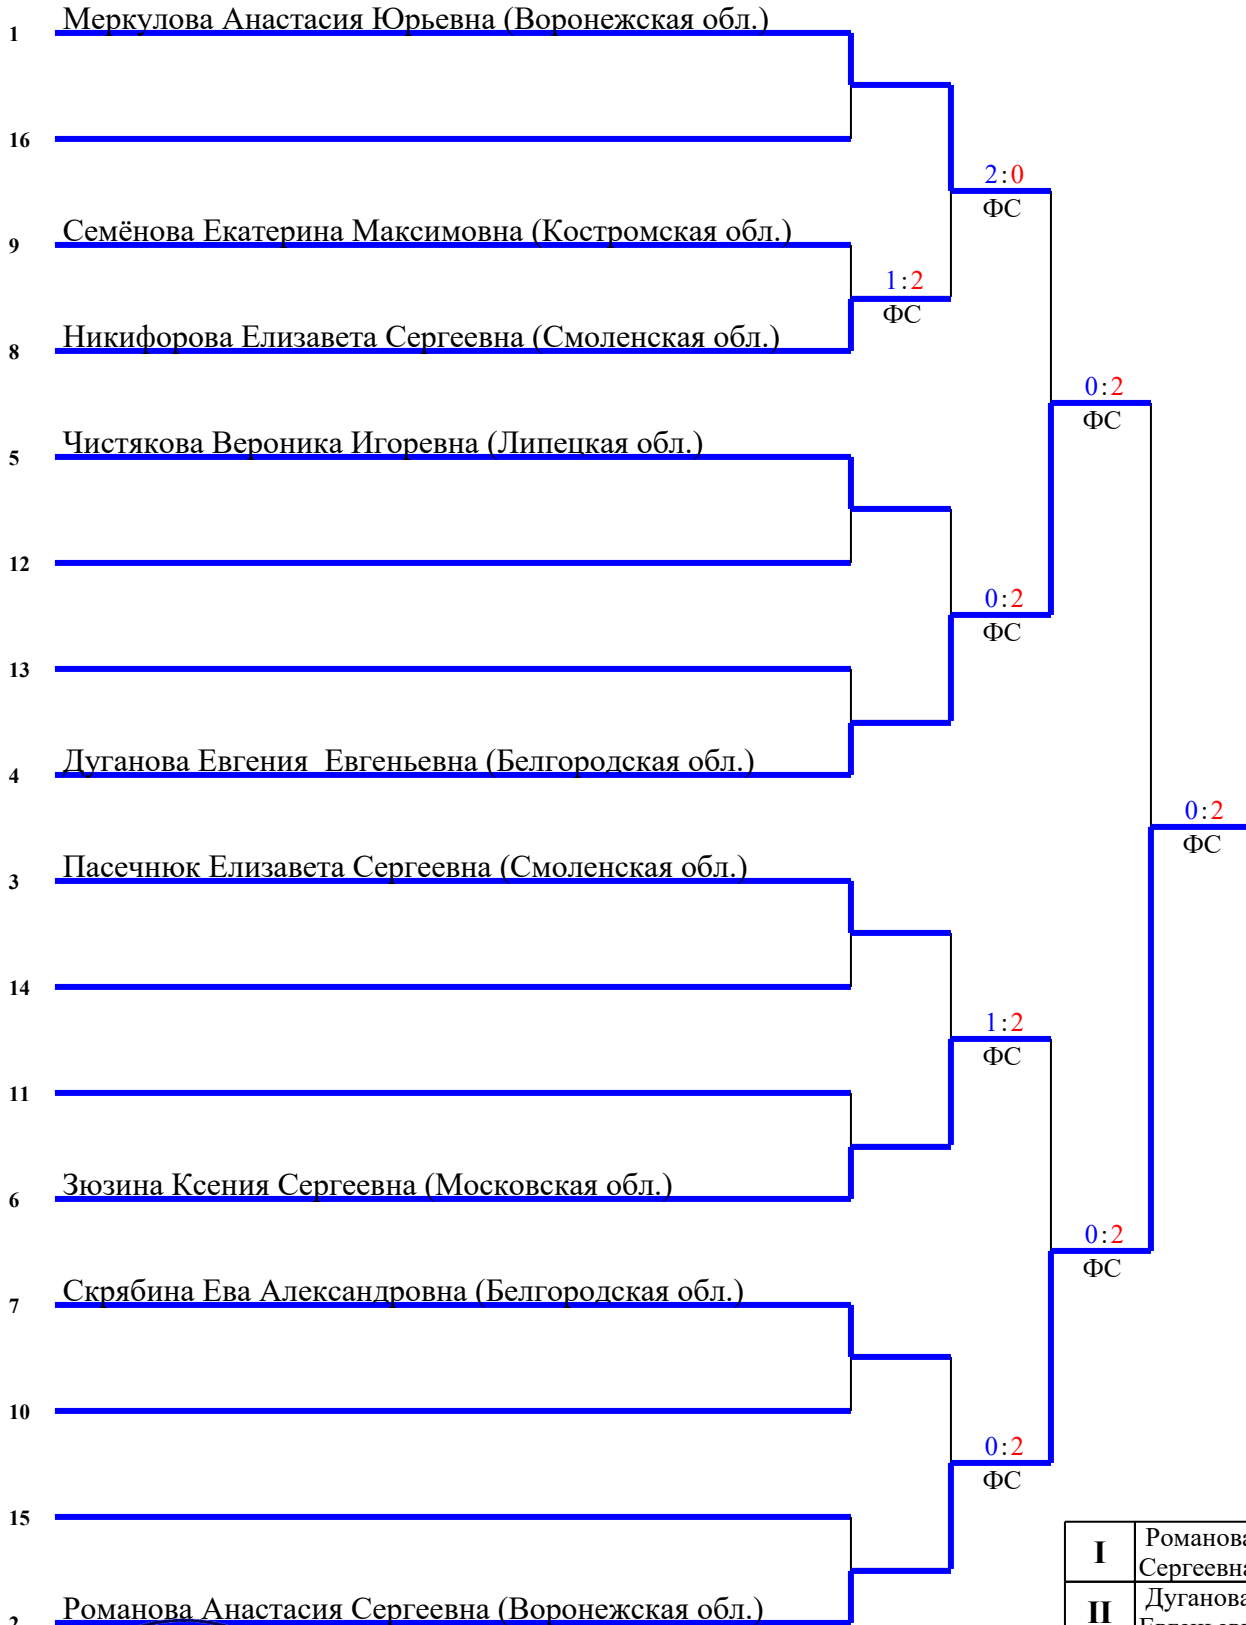 1 Меркулова Анастасия Юрьевна (Воронежская обл.)
16
2:0
ФС
9 Семёнова Екатерина Максимовна (Костромская обл.)
1:2
ФС
8 Никифорова Елизавета Сергеевна (Смоленская обл.)
0:2
ФС
5 Чистякова Вероника Игоревна (Липецкая обл.)
12
0:2
ФС
13
4 Дуганова Евгения  Евгеньевна (Белгородская обл.)
0:2
ФС
3 Пасечнюк Елизавета Сергеевна (Смоленская обл.)
14
1:2
ФС
11
6 Зюзина Ксения Сергеевна (Московская обл.)
0:2
ФС
7 Скрябина Ева Александровна (Белгородская обл.)
10
0:2
ФС
15
I Романова
Сергеевна
2 Романова Анастасия Сергеевна (Воронежская обл.)
II Дуганова